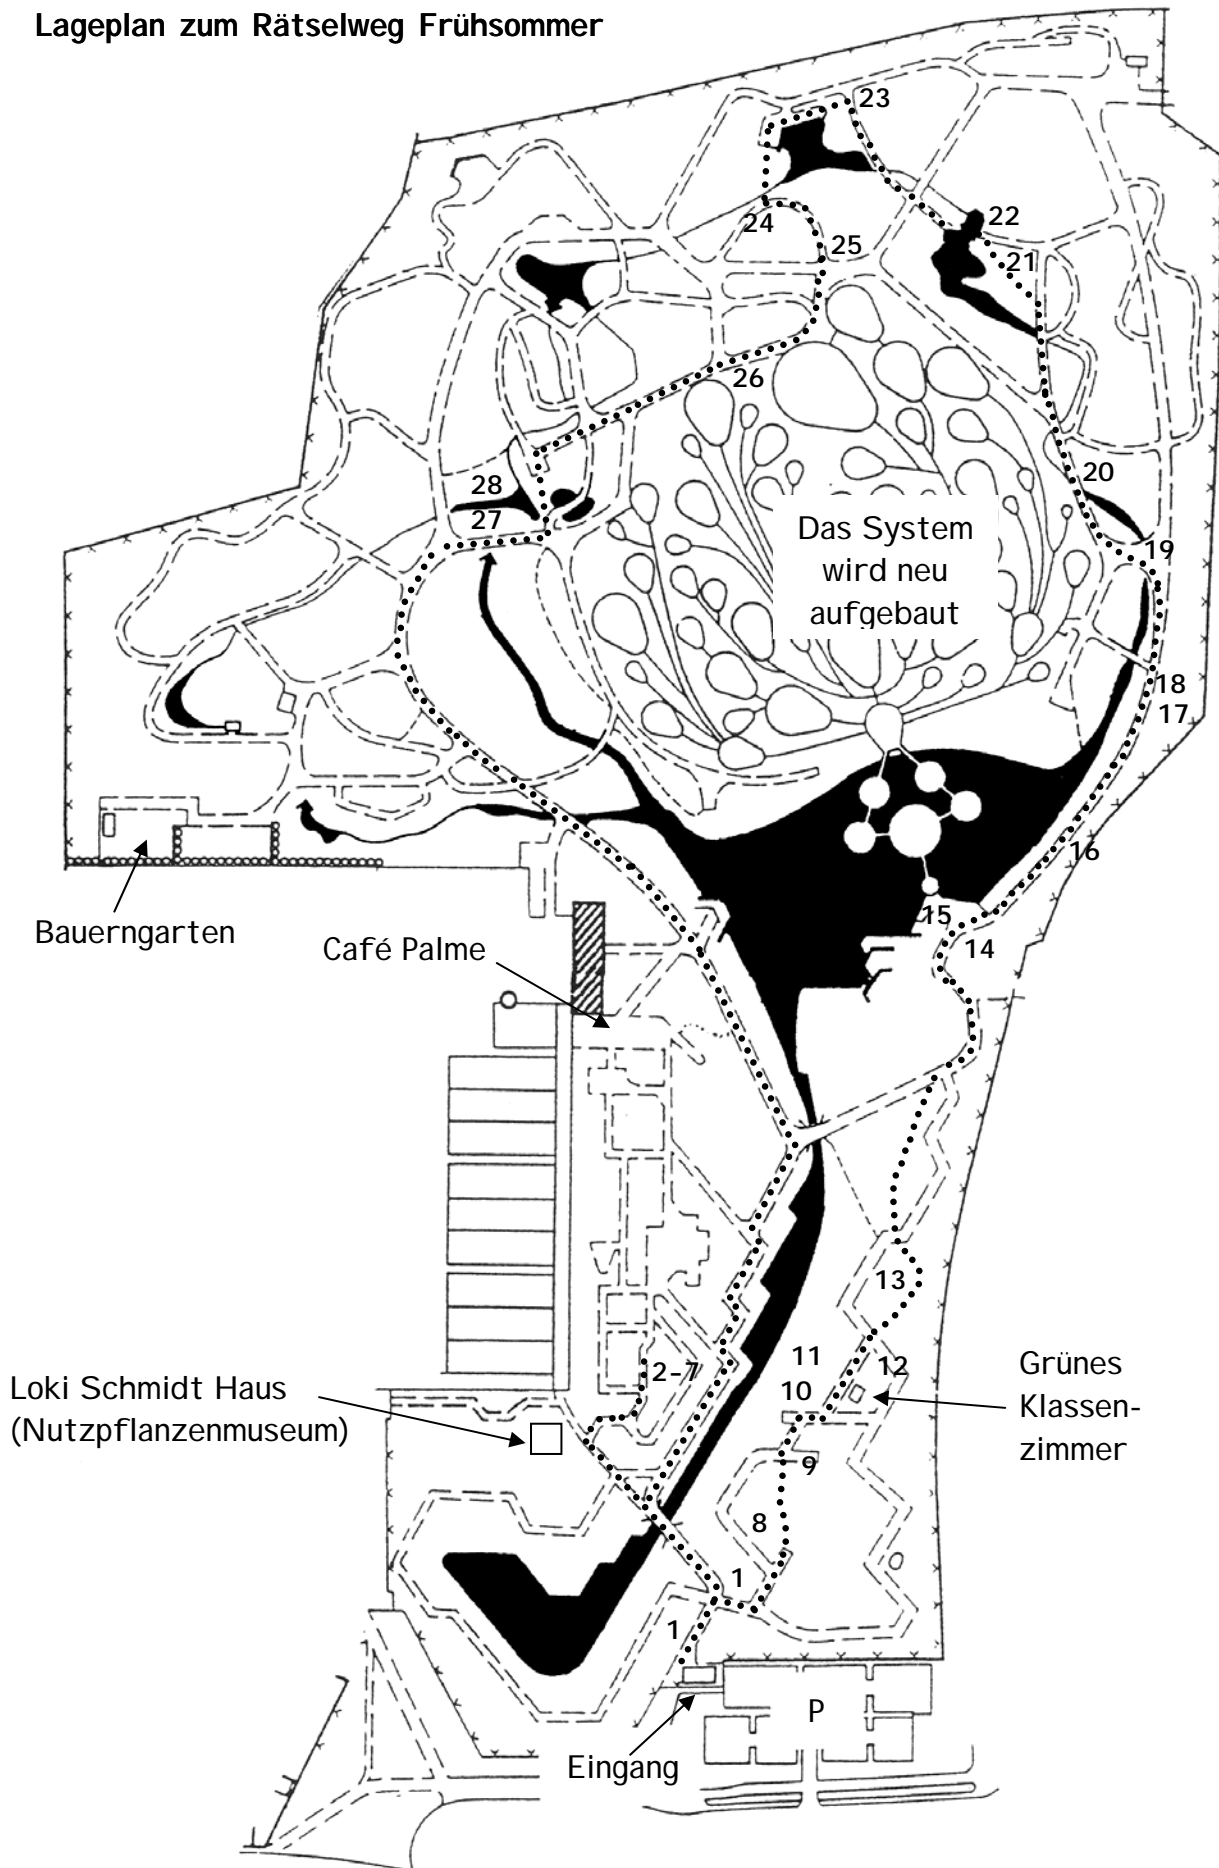 Lageplan zum Rätselweg Frühsommer
23
22
24
25
21
26
20
28
27
Das System
wird neu
aufgebaut
19
18
17
16
15
14
Bauerngarten
Café Palme
13
11
12
2-7
10
Grünes
Klassen-
zimmer
Loki Schmidt Haus
(Nutzpflanzenmuseum)
9
8
1
1
P
Eingang